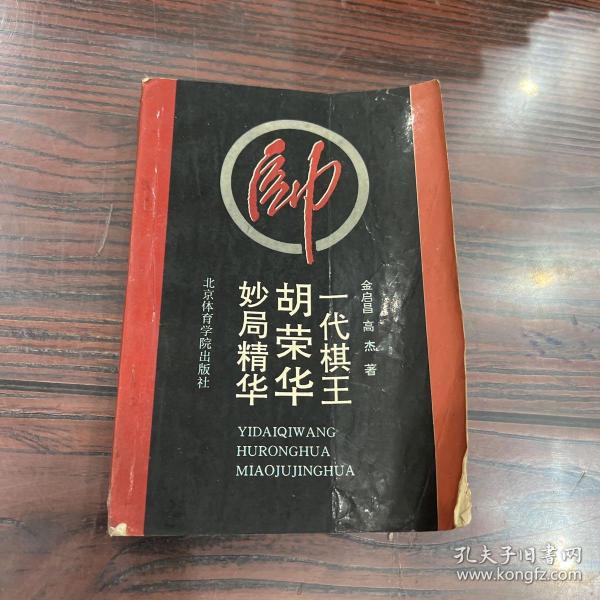 帥
一代棋王
胡荣华
妙局精华
金启昌 高杰 著
北京体育学院出版社
YIDAIQIWANG
HURONGHUA
MIAOJUJINGHUA
孔夫子旧书网
www.kongfz.com